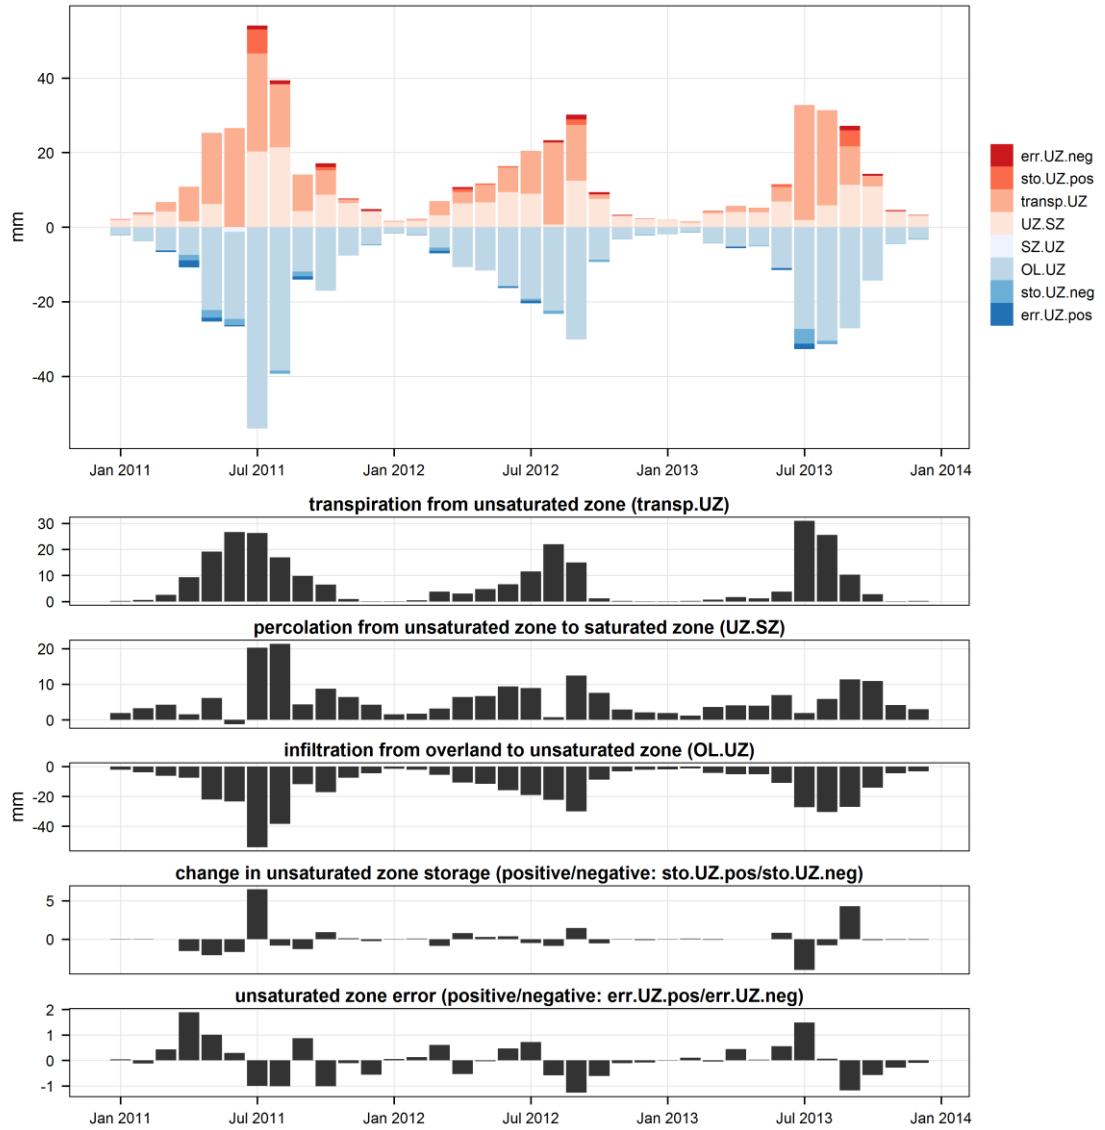 40
20
0
-20
-40
mm
Jan 2011 Jul 2011 Jan 2012 Jul 2012 Jan 2013 Jul 2013 Jan 2014
err.UZ.neg
sto.UZ.pos
transp.UZ
UZ.SZ
SZ.UZ
OL.UZ
sto.UZ.neg
err.UZ.pos
transpiration from unsaturated zone (transp.UZ)
30
20
10
0
percolation from unsaturated zone to saturated zone (UZ.SZ)
20
10
0
infiltration from overland to unsaturated zone (OL.UZ)
0
-20
-40
mm
change in unsaturated zone storage (positive/negative: sto.UZ.pos/sto.UZ.neg)
5
0
unsaturated zone error (positive/negative: err.UZ.pos/err.UZ.neg)
2
1
0
-1
Jan 2011 Jul 2011 Jan 2012 Jul 2012 Jan 2013 Jul 2013 Jan 2014